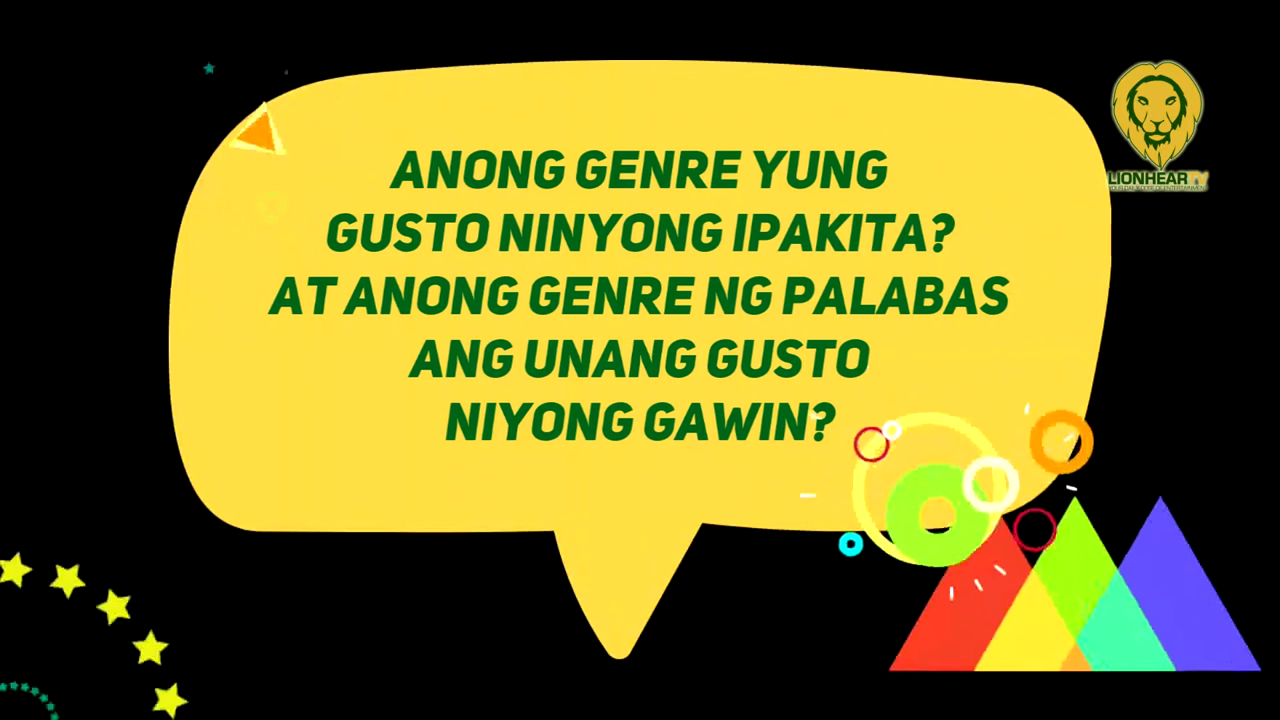 ANONG GENRE YUNG
GUSTO NINYONG IPAKITA?
AT ANONG GENRE NG PALABAS
ANG UNANG GUSTO
NIYONG GAWIN?
LIONHEARTV